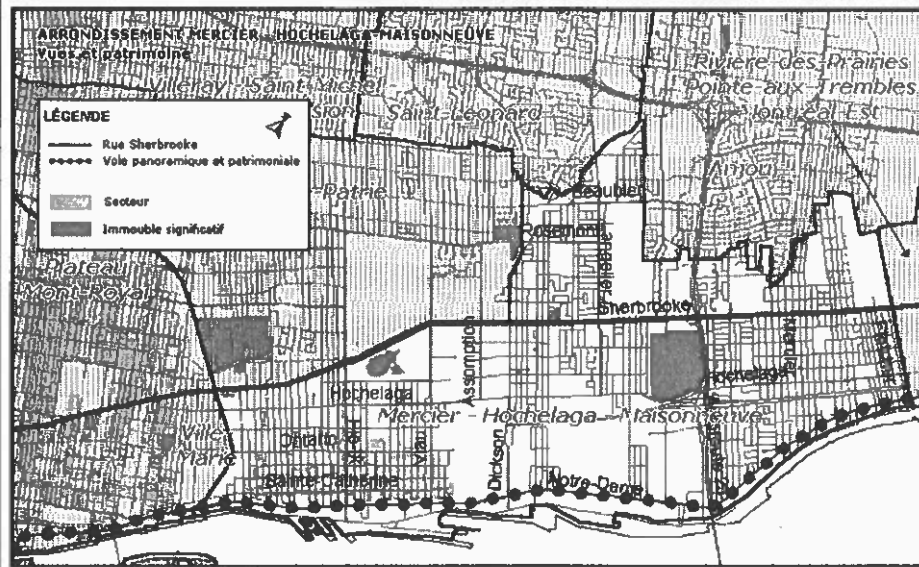 ARRONDISSEMENT MERCIER - HOCHELAGA-MAISONNEUVE
Vues et patrimoine
LÉGENDE
Rue Sherbrooke
Voie panoramique et patrimoniale
Secteur
Immeuble significatif
Villeray - Saint-Michel
Saint-Léonard
Rivière-des-Prairies
Pointe-aux-Trembles
Montréal Est
Anjou
-Patrie
Beaubien
Rosemont
Plateau
Mont-Royal
Sherbrooke
Assomption
Hochelaga
Hochelaga
Mercier - Hochelaga-Maisonneuve
Ville
Marie
Ontario
Viau
Dickson
Sainte-Catherine
Notre-Dame